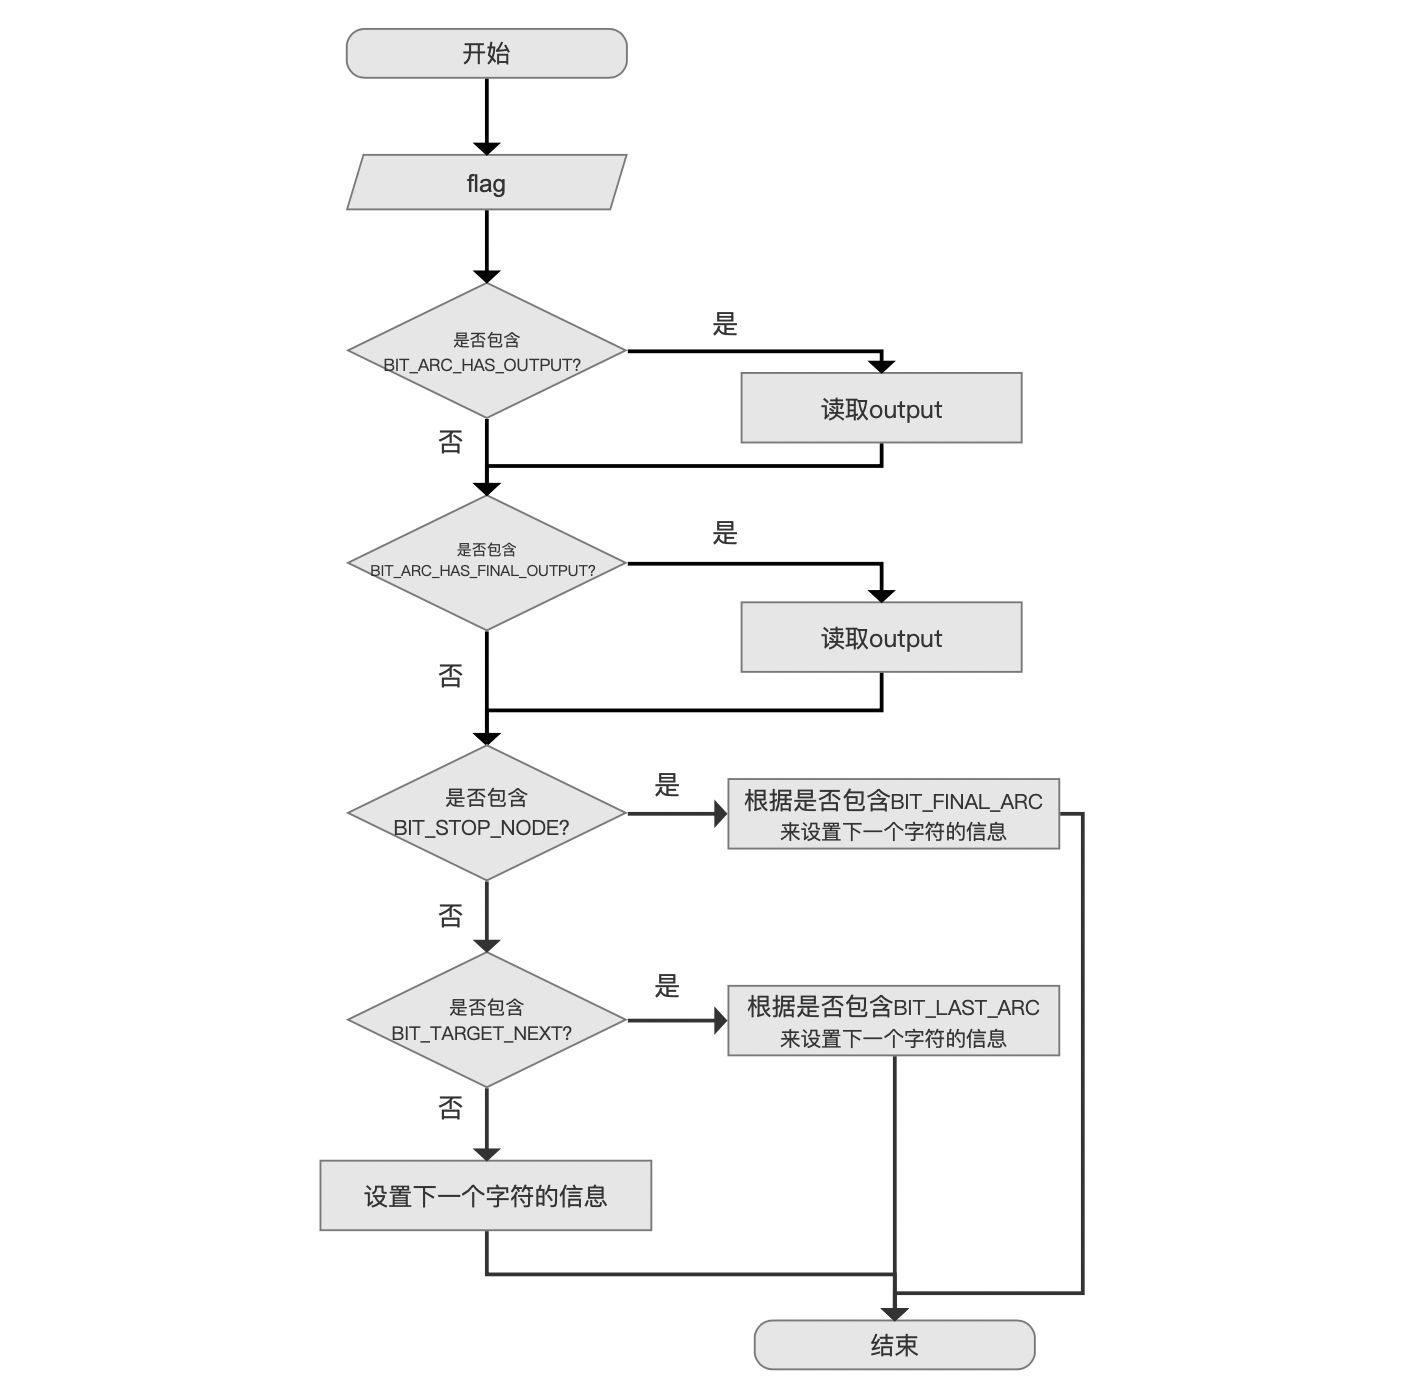 开始
flag
是否包含
BIT_ARC_HAS_OUTPUT?
是
读取output
否
是否包含
BIT_ARC_HAS_FINAL_OUTPUT?
是
读取output
否
是否包含
BIT_STOP_NODE?
是
根据是否包含BIT_FINAL_ARC
来设置下一个字符的信息
否
是否包含
BIT_TARGET_NEXT?
是
根据是否包含BIT_LAST_ARC
来设置下一个字符的信息
否
设置下一个字符的信息
结束